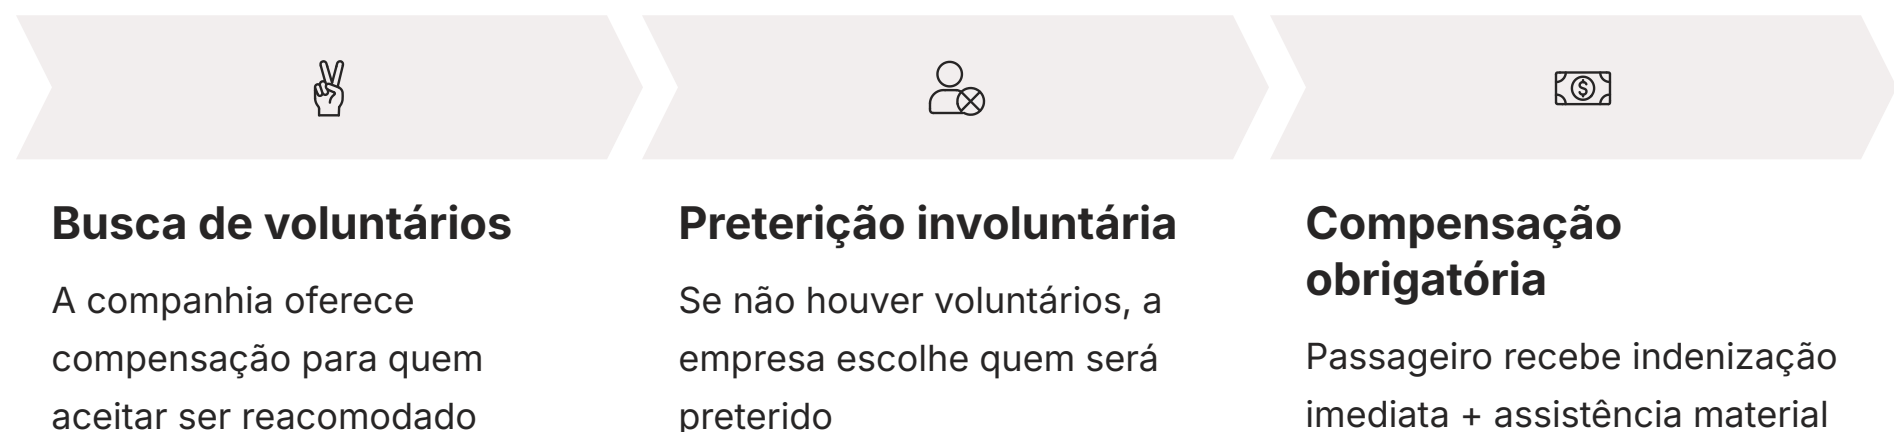 Busca de voluntários
A companhia oferece
compensação para quem
aceitar ser reacomodado
Preterição involuntária
Se não houver voluntários, a
empresa escolhe quem será
preterido
Compensação
obrigatória
Passageiro recebe indenização
imediata + assistência material